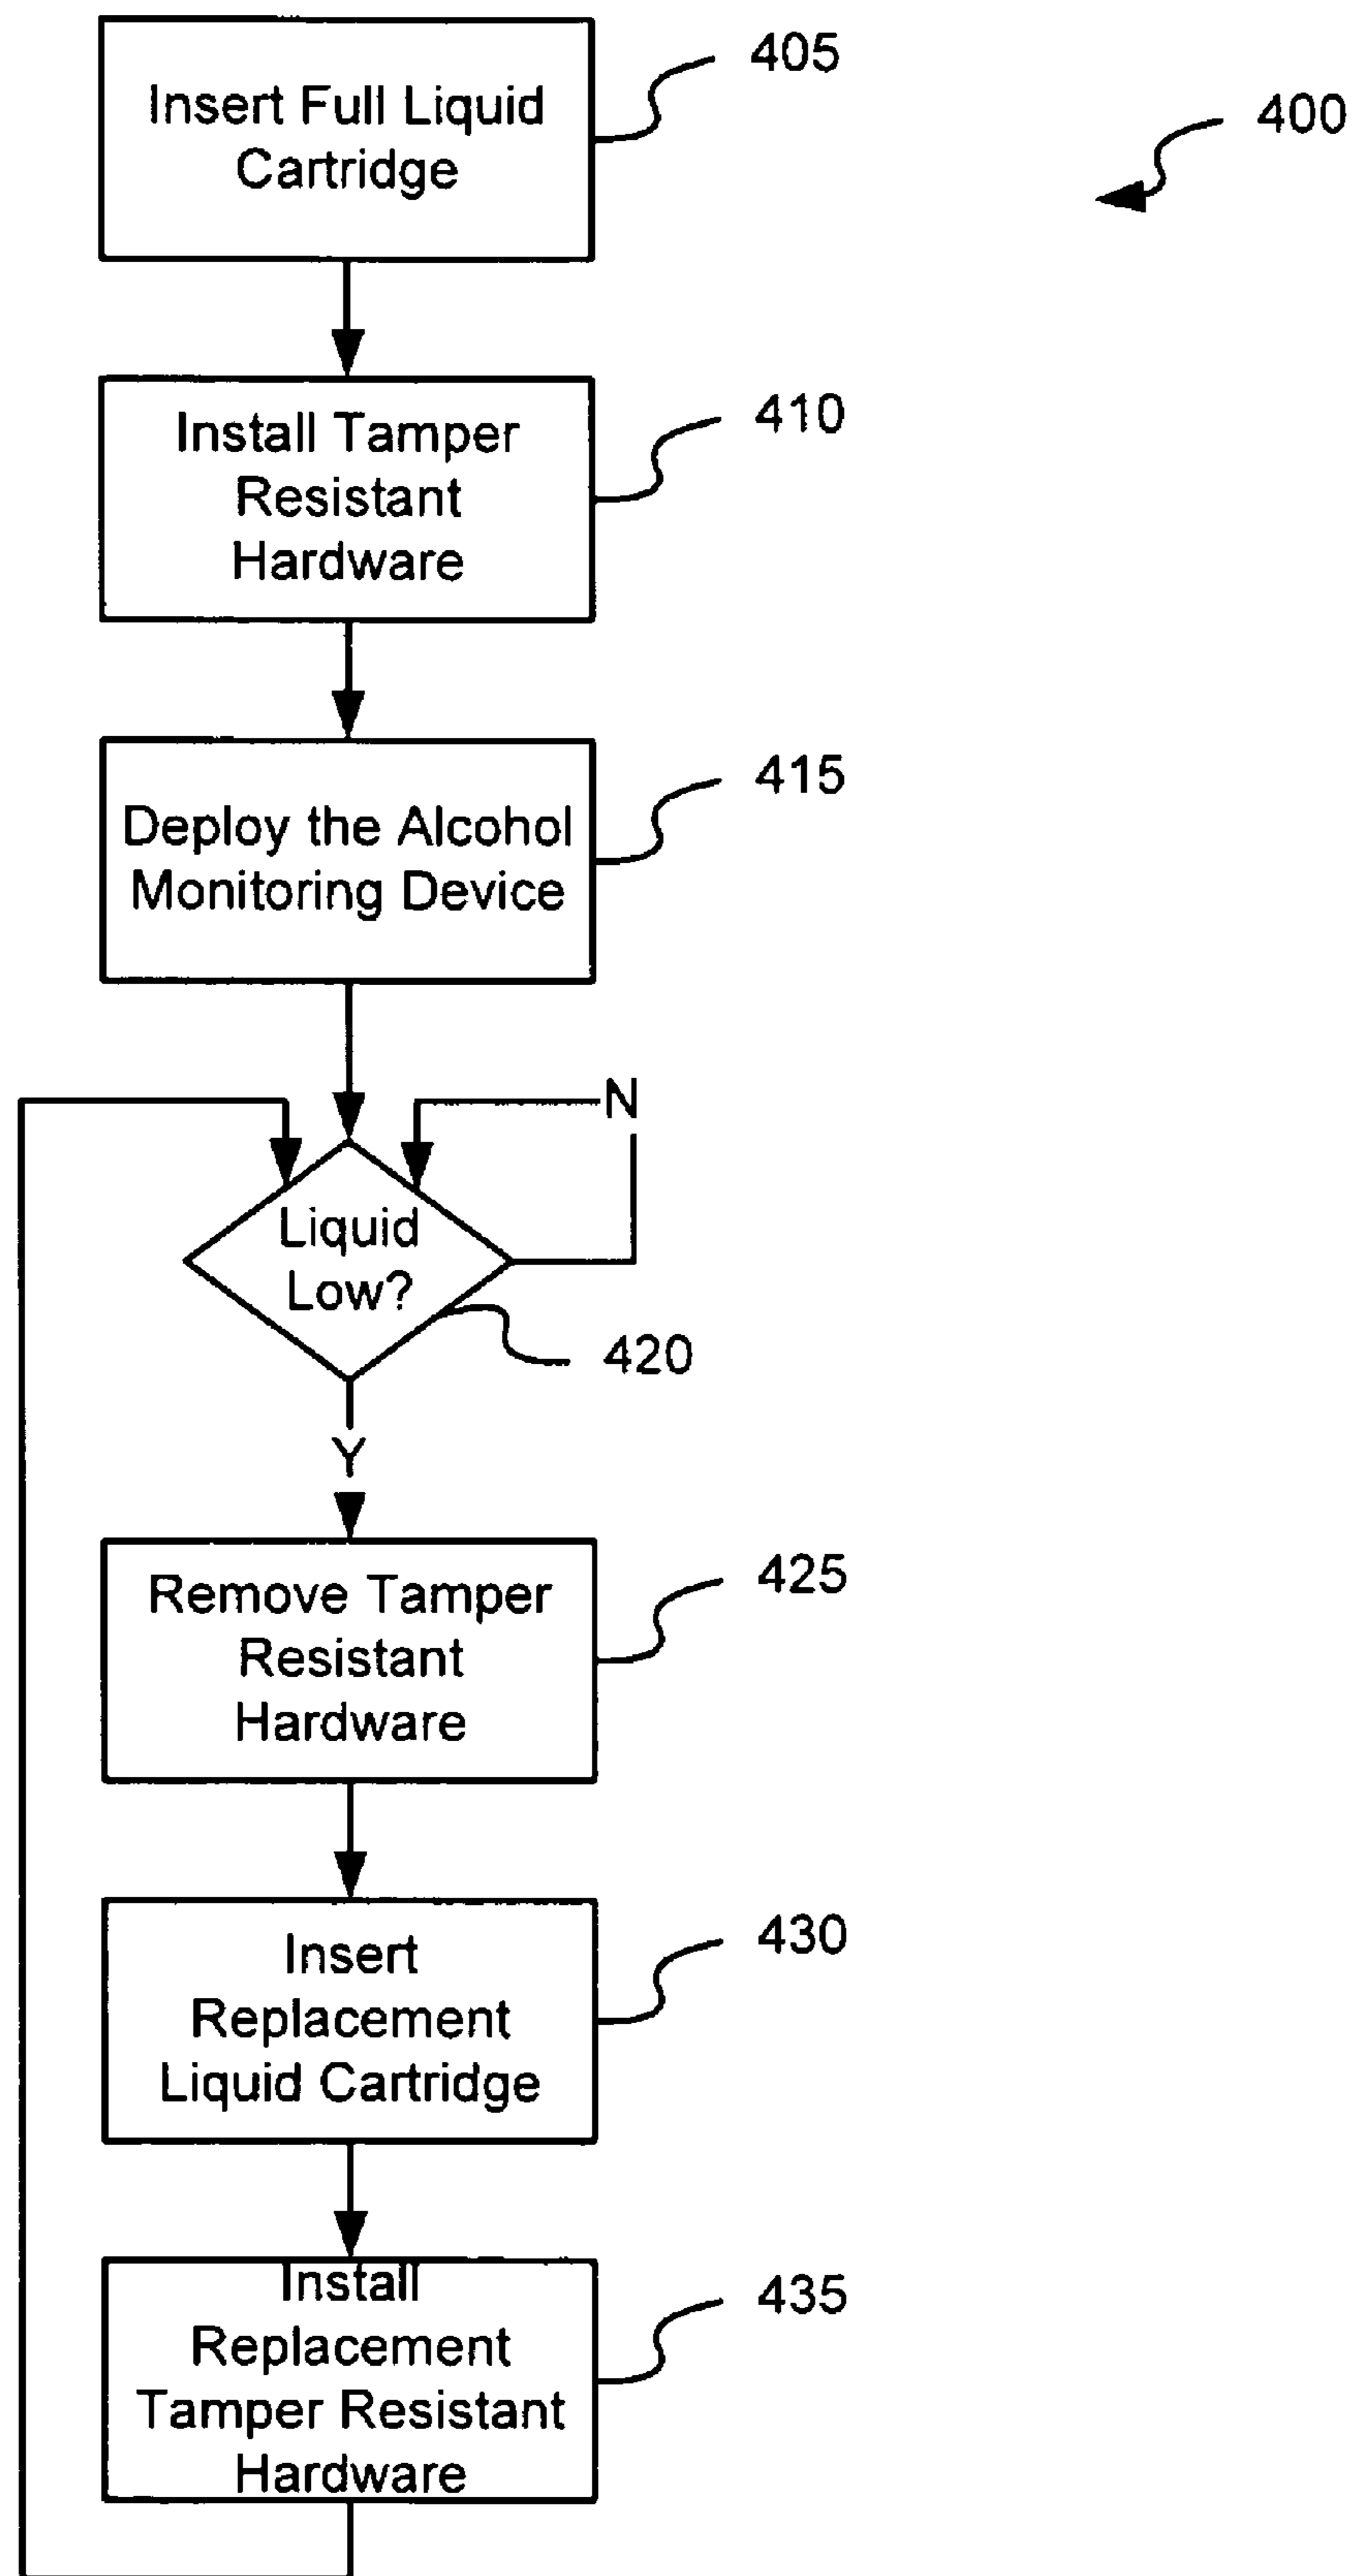 405
400
Insert Full Liquid
Cartridge
410
Install Tamper
Resistant
Hardware
415
Deploy the Alcohol
Monitoring Device
N
Liquid
Low?
420
Y
425
Remove Tamper
Resistant
Hardware
430
Insert
Replacement
Liquid Cartridge
435
Install
Replacement
Tamper Resistant
Hardware